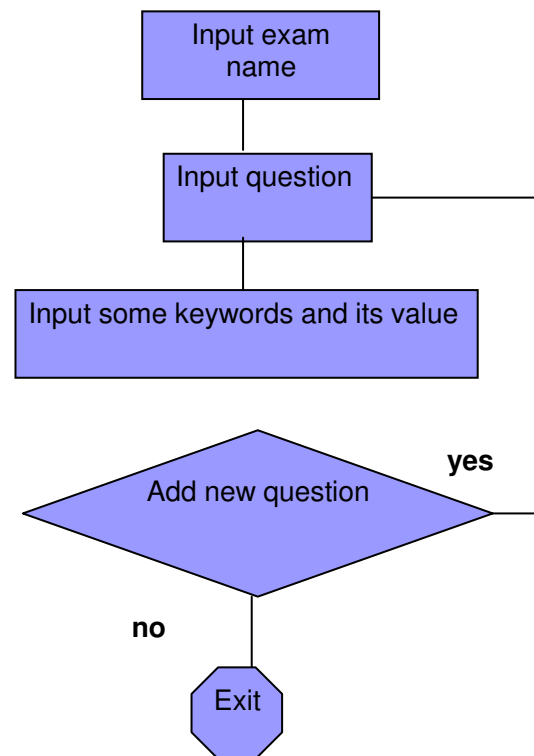 Input exam
name
Input question
Input some keywords and its value
yes
Add new question
no
Exit